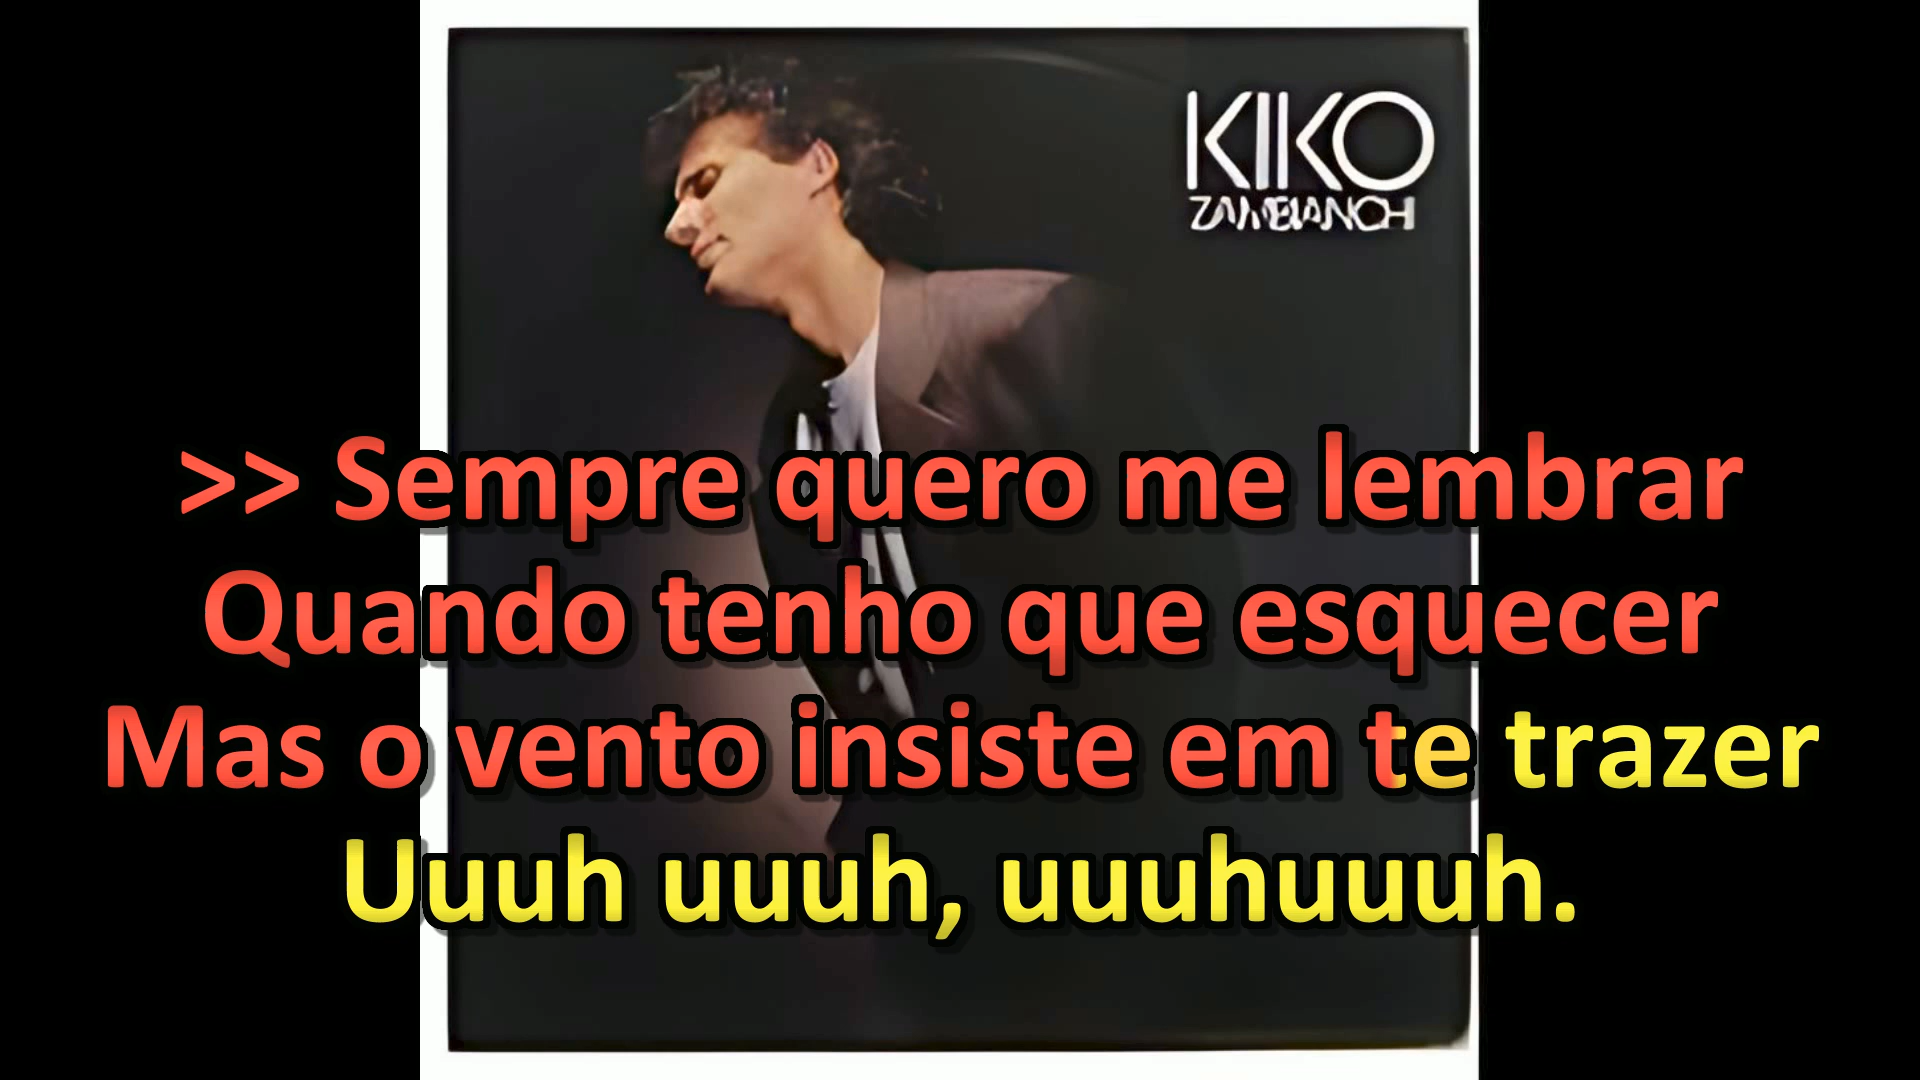 KIKO
ZAMBIANCHI
>> Sempre quero me lembrar
Quando tenho que esquecer
Mas o vento insiste em te trazer
Uuuh uuuh, uuuhuuuh.